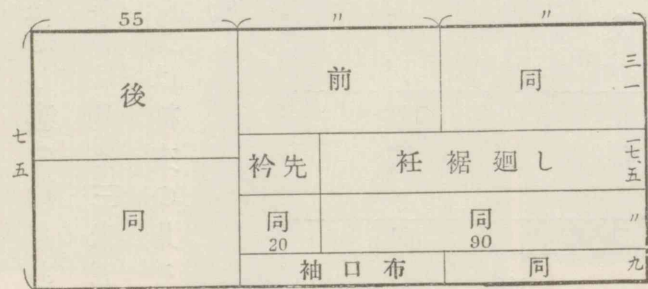 55 〃 〃
後 前 同 三一
七五
衿先 衽裾廻し 一七、五
同 同 20 同 90 〃
袖口布 同 九